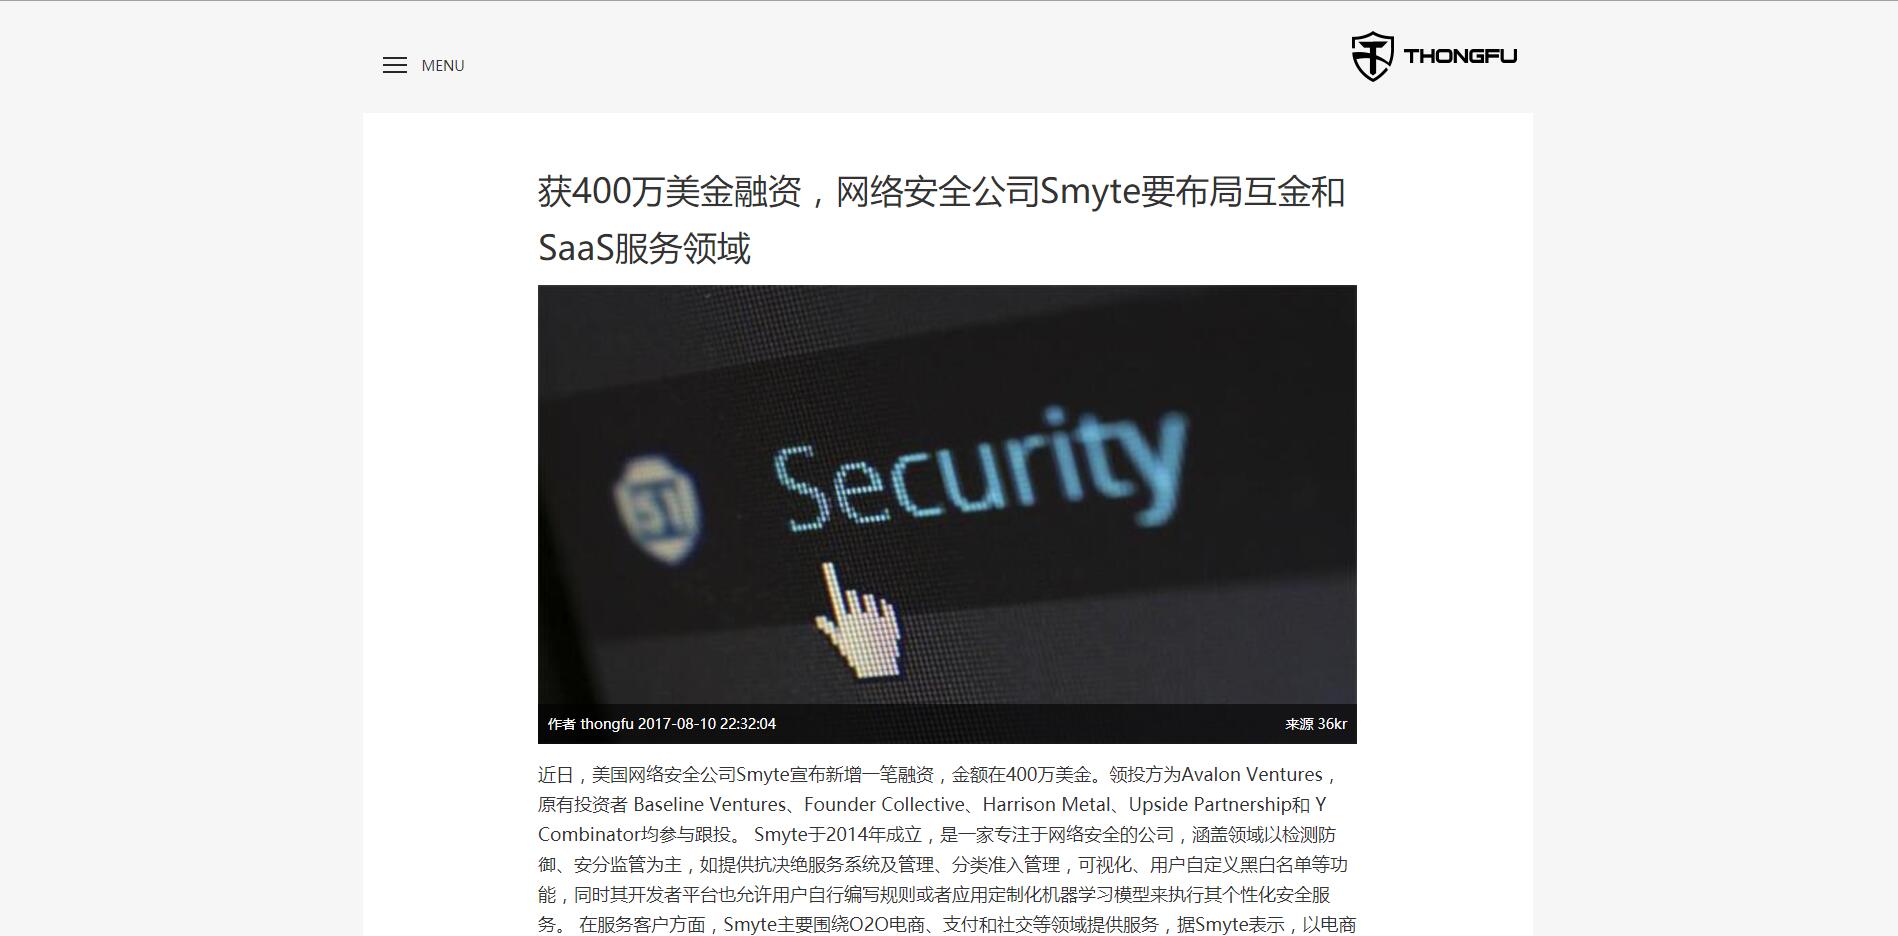 MENU
THONGFU
获400万美金融资，网络安全公司Smyte要布局互金和
SaaS服务领域
Security
作者 thongfu 2017-08-10 22:32:04
来源 36kr
近日，美国网络安全公司Smyte宣布新增一笔融资，金额在400万美金。领投方为Avalon Ventures，
原有投资者 Baseline Ventures、Founder Collective、Harrison Metal、Upside Partnership和 Y
Combinator均参与跟投。 Smyte于2014年成立，是一家专注于网络安全的公司，涵盖领域以检测防
御、安分监管为主，如提供抗决绝服务系统及管理、分类准入管理，可视化、用户自定义黑白名单等功
能，同时其开发者平台也允许用户自行编写规则或者应用定制化机器学习模型来执行其个性化安全服
务。 在服务客户方面，Smyte主要围绕O2O电商、支付和社交等领域提供服务，据Smyte表示，以电商